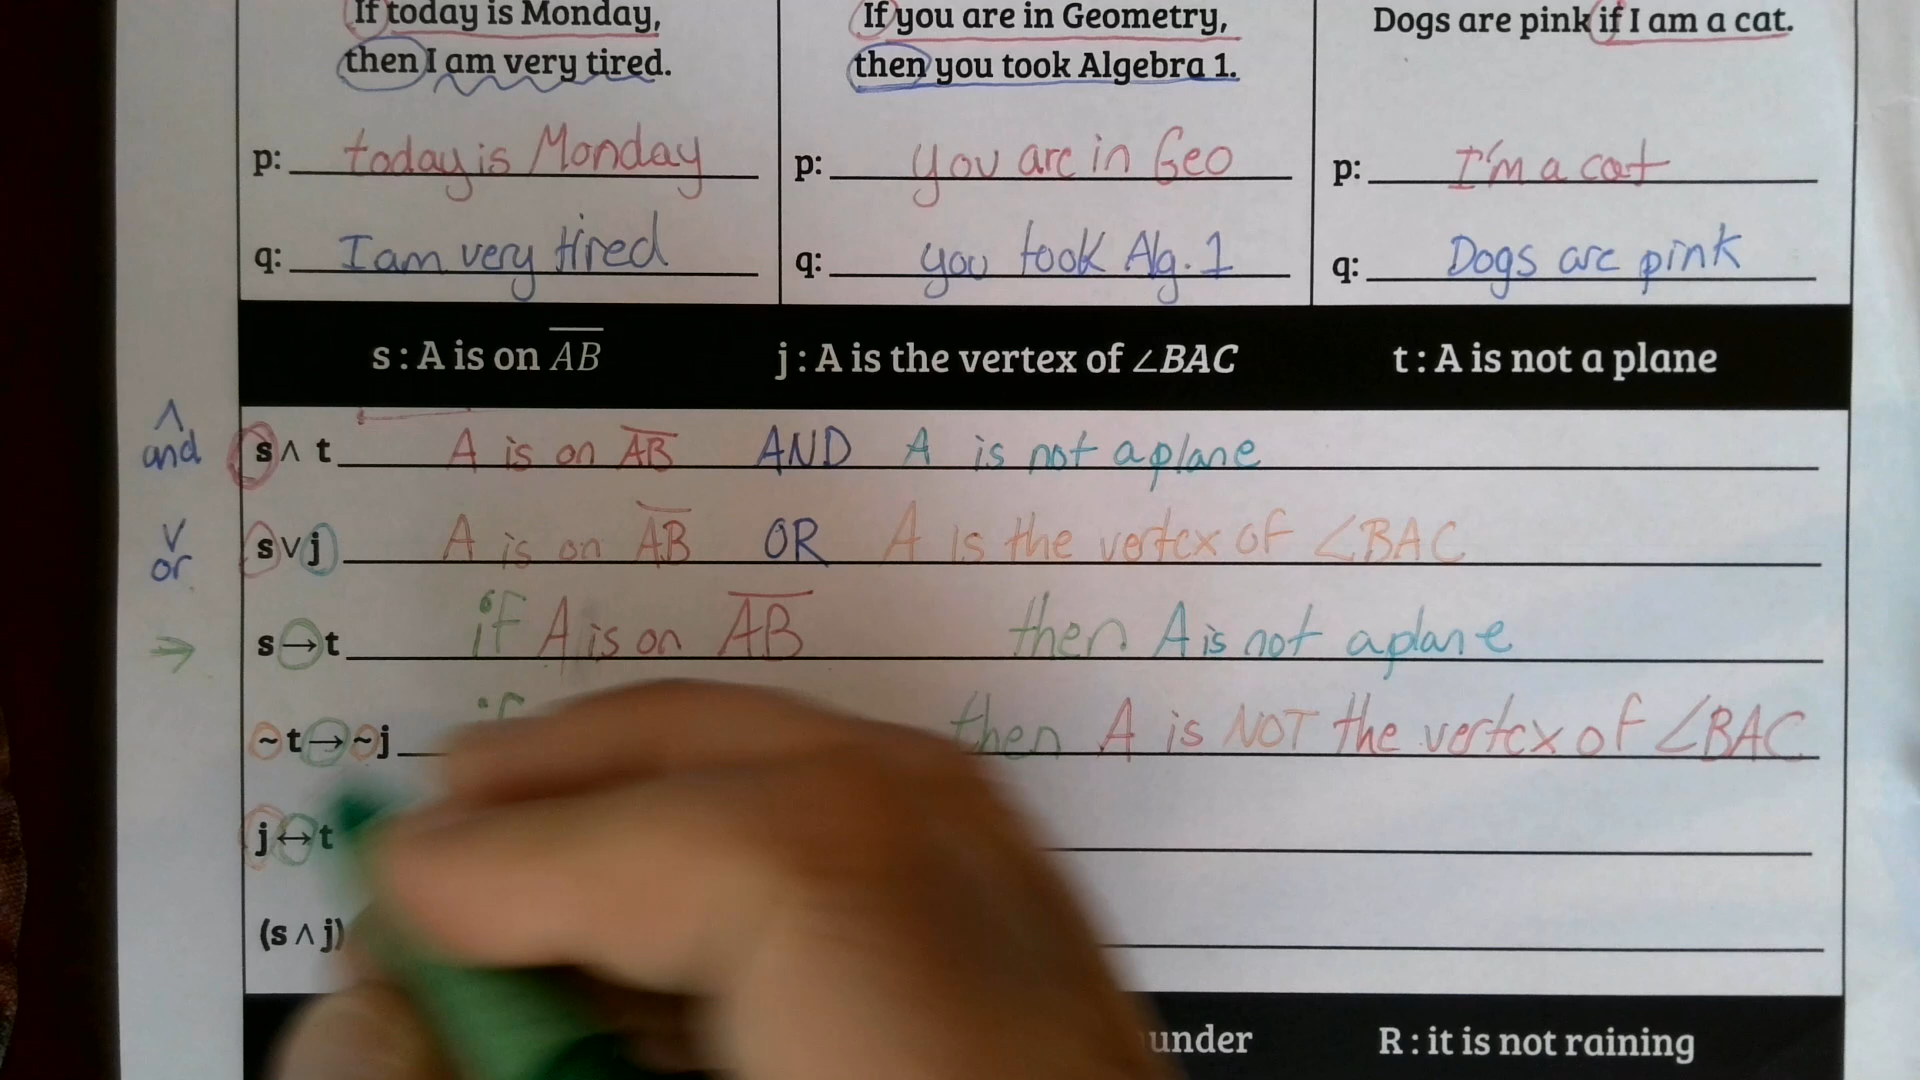 If today is Monday,
then I am very tired.
p: today is Monday
q: I am very tired
If you are in Geometry,
then you took Algebra 1.
p: you are in Geo
q: you took Alg. 1
Dogs are pink if I am a cat.
p: I'm a cat
q: Dogs are pink
s : A is on AB j : A is the vertex of ∠BAC t : A is not a plane
∧
and
s ∧ t A is on AB AND A is not a plane
∨
or
s ∨ j A is on AB OR A is the vertex of ∠BAC
→
s → t if A is on AB then A is not a plane
~t → ~j if then A is NOT the vertex of ∠BAC
j ↔ t
(s ∧ j)
R : it is not raining